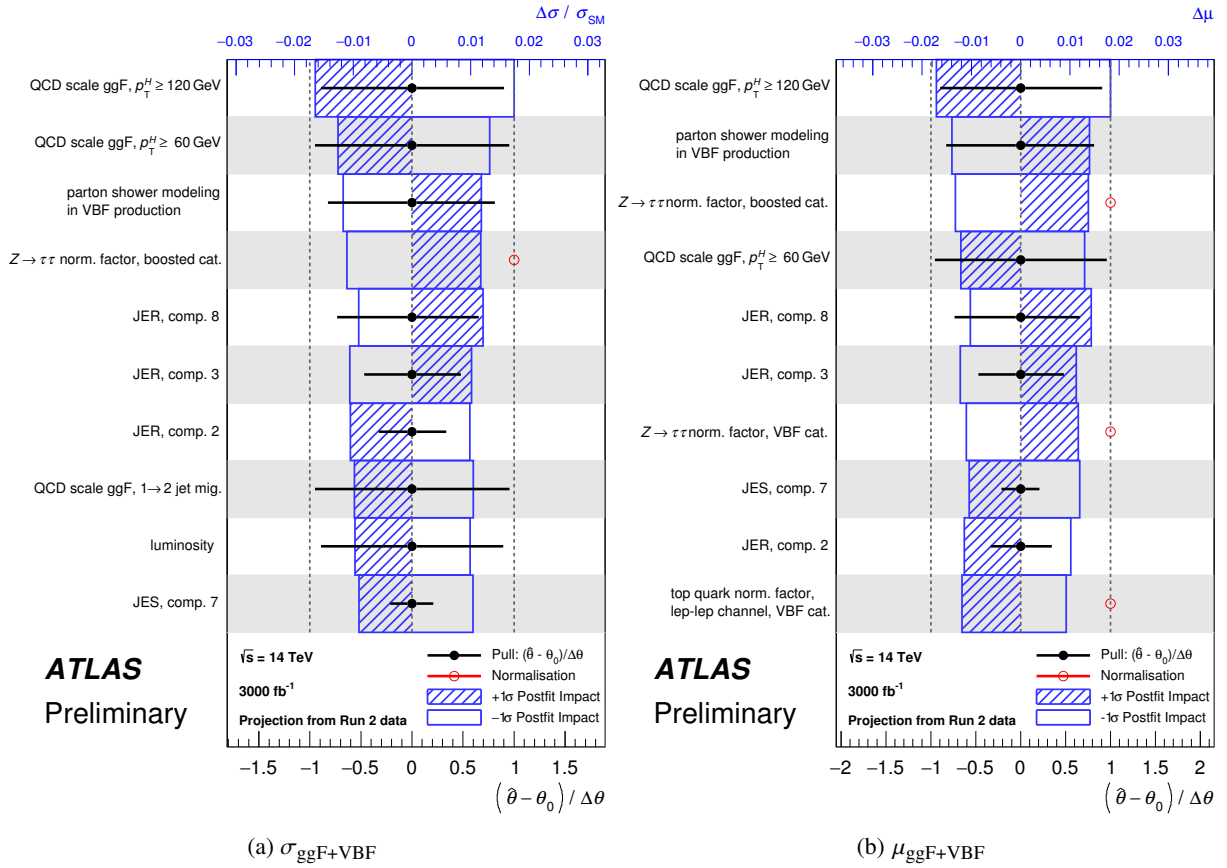 Δσ / σ_SM
−0.03 −0.02 −0.01 0 0.01 0.02 0.03
QCD scale ggF, p_T^H ≥ 120 GeV
QCD scale ggF, p_T^H ≥ 60 GeV
parton shower modeling
in VBF production
Z → ττ norm. factor, boosted cat.
JER, comp. 8
JER, comp. 3
JER, comp. 2
QCD scale ggF, 1→2 jet mig.
luminosity
JES, comp. 7
ATLAS
Preliminary
√s = 14 TeV
3000 fb⁻¹
Projection from Run 2 data
Pull: (θ̂ - θ₀)/Δθ
Normalisation
+1σ Postfit Impact
−1σ Postfit Impact
−1.5 −1 −0.5 0 0.5 1 1.5
(θ̂ − θ₀) / Δθ
(a) σ_ggF+VBF
Δμ
−0.03 −0.02 −0.01 0 0.01 0.02 0.03
QCD scale ggF, p_T^H ≥ 120 GeV
parton shower modeling
in VBF production
Z → ττ norm. factor, boosted cat.
QCD scale ggF, p_T^H ≥ 60 GeV
JER, comp. 8
JER, comp. 3
Z → ττ norm. factor, VBF cat.
JES, comp. 7
JER, comp. 2
top quark norm. factor,
lep-lep channel, VBF cat.
ATLAS
Preliminary
√s = 14 TeV
3000 fb⁻¹
Projection from Run 2 data
Pull: (θ̂ - θ₀)/Δθ
Normalisation
+1σ Postfit Impact
-1σ Postfit Impact
−2 −1.5 −1 −0.5 0 0.5 1 1.5 2
(θ̂ − θ₀) / Δθ
(b) μ_ggF+VBF